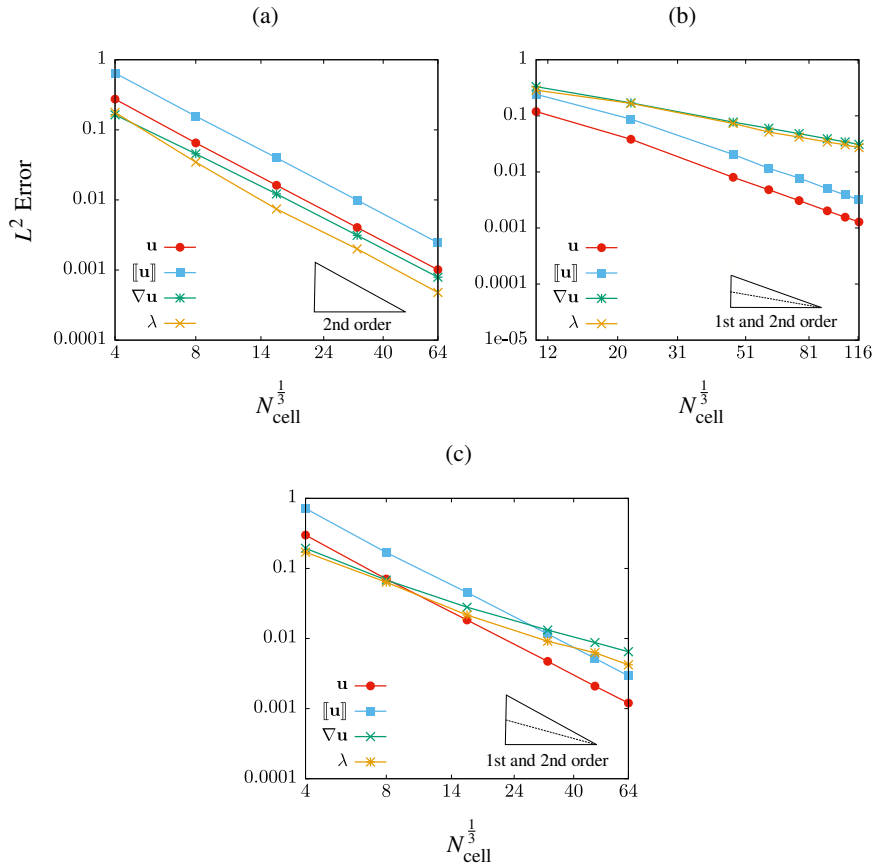 (a)
L² Error
1
0.1
0.01
0.001
0.0001
u
⟦u⟧
∇u
λ
2nd order
4 8 14 24 40 64
N_cell^{1/3}
(b)
1
0.1
0.01
0.001
0.0001
1e-05
u
⟦u⟧
∇u
λ
1st and 2nd order
12 20 31 51 81 116
N_cell^{1/3}
(c)
1
0.1
0.01
0.001
0.0001
u
⟦u⟧
∇u
λ
1st and 2nd order
4 8 14 24 40 64
N_cell^{1/3}